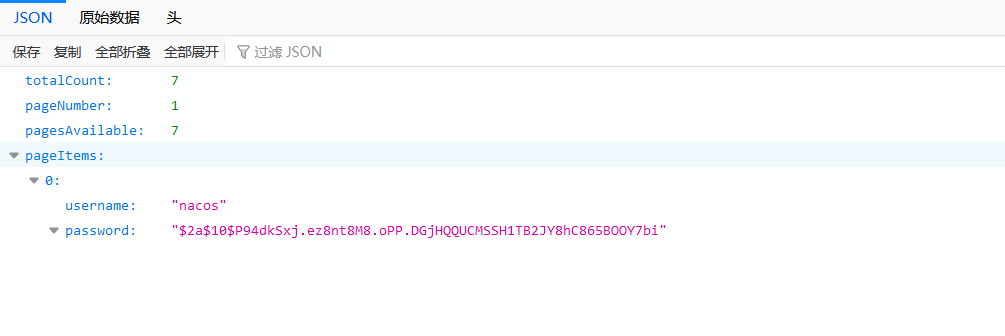 JSON 原始数据 头
保存 复制 全部折叠 全部展开 过滤 JSON
totalCount: 7
pageNumber: 1
pagesAvailable: 7
pageItems:
0:
username: "nacos"
password: "$2a$10$P94dkSxj.ez8nt8M8.oPP.DGjHQQUCMSSH1TB2JY8hC865BOOY7bi"